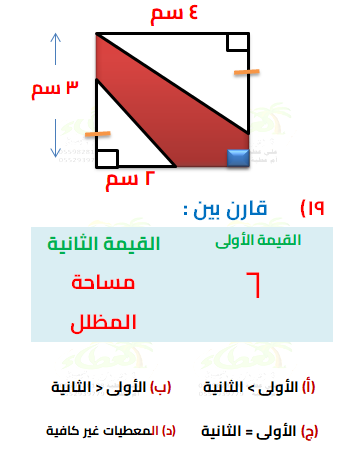 ٤ سم
٣ سم
٢ سم
١٩) قارن بين :
القيمة الأولى
القيمة الثانية
٦
مساحة
المظلل
(أ) الأولى > الثانية
(ب) الأولى < الثانية
(ج) الأولى = الثانية
(د) المعطيات غير كافية